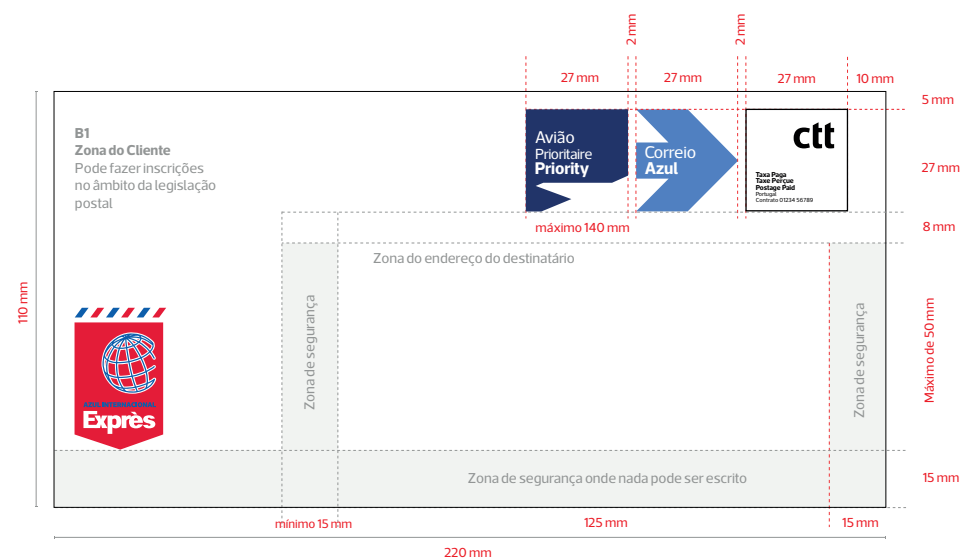 2 mm
2 mm
27 mm
27 mm
27 mm
10 mm
5 mm
B1
Zona do Cliente
Pode fazer inscrições
no âmbito da legislação
postal
Avião
Prioritaire
Priority
Correio
Azul
ctt
Taxa Paga
Taxe Perçue
Postage Paid
Portugal
Contrato 01234 56789
27 mm
máximo 140 mm
8 mm
Zona do endereço do destinatário
110 mm
Zona de segurança
Zona de segurança
Máximo de 50 mm
AZUL INTERNACIONAL
Exprès
Zona de segurança onde nada pode ser escrito
15 mm
mínimo 15 mm
125 mm
15 mm
220 mm